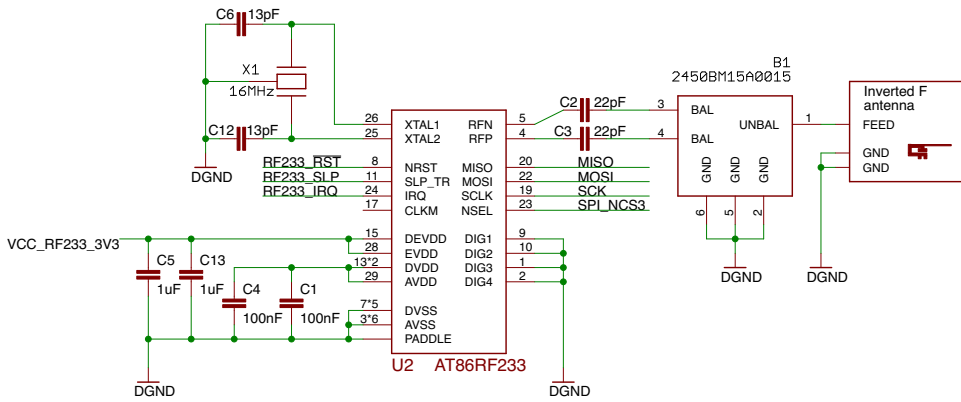 C6 13pF
X1
16MHz
C12 13pF
DGND
B1
2450BM15A0015
C2 22pF
C3 22pF
3 BAL
4 BAL
UNBAL 1
GND GND GND
6 5 2
DGND
Inverted F
antenna
FEED
GND
GND
DGND
26 XTAL1 RFN 5
25 XTAL2 RFP 4
RF233_RST 8 NRST MISO 20 MISO
RF233_SLP 11 SLP_TR MOSI 22 MOSI
RF233_IRQ 24 IRQ SCLK 19 SCK
17 CLKM NSEL 23 SPI_NCS3
VCC_RF233_3V3
15 DEVDD DIG1 9
28 EVDD DIG2 10
13*2 DVDD DIG3 1
29 AVDD DIG4 2
7*5 DVSS
3*6 AVSS
PADDLE
C5
1uF
C13
1uF
C4
100nF
C1
100nF
U2 AT86RF233
DGND
DGND